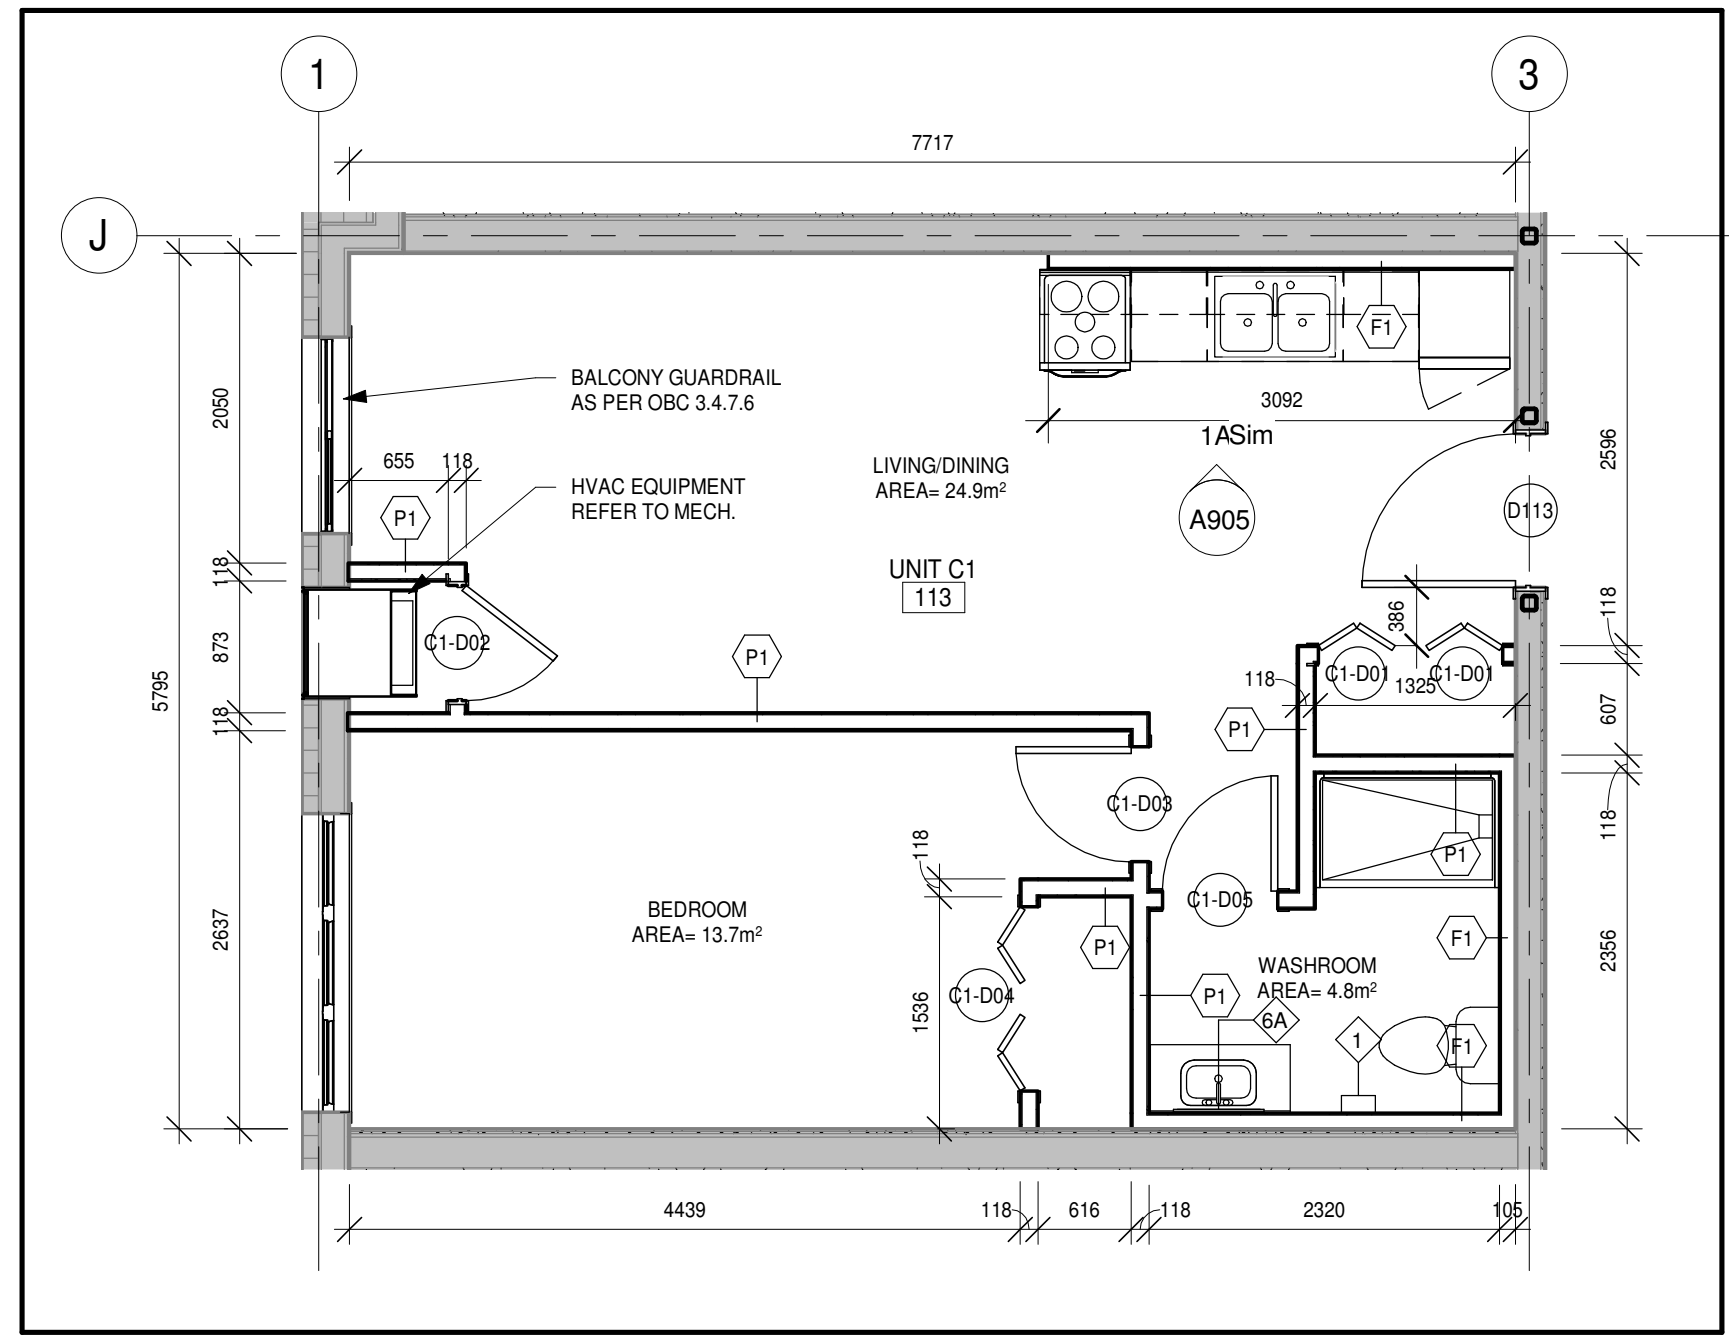 1
3
7717
J
F1
BALCONY GUARDRAIL
AS PER OBC 3.4.7.6
3092
1ASim
2050
2596
655
118
LIVING/DINING
AREA= 24.9m²
HVAC EQUIPMENT
REFER TO MECH.
P1
A905
D113
UNIT C1
113
118
118
386
873
C1-D02
P1
5795
C1-D01
C1-D01
118
1325
607
118
P1
C1-D03
118
118
P1
C1-D05
BEDROOM
AREA= 13.7m²
2637
P1
F1
2356
WASHROOM
AREA= 4.8m²
C1-D04
P1
1536
6A
1
F1
4439
118
616
118
2320
105